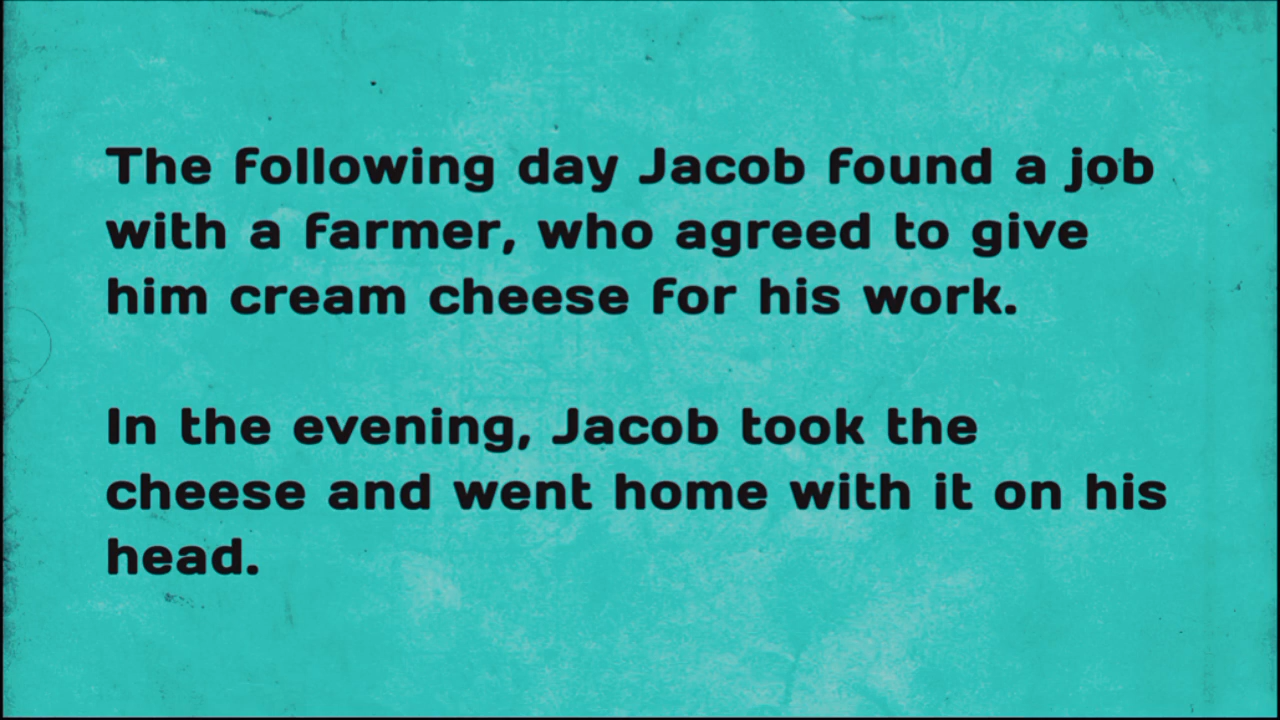 The following day Jacob found a job
with a farmer, who agreed to give
him cream cheese for his work.
In the evening, Jacob took the
cheese and went home with it on his
head.